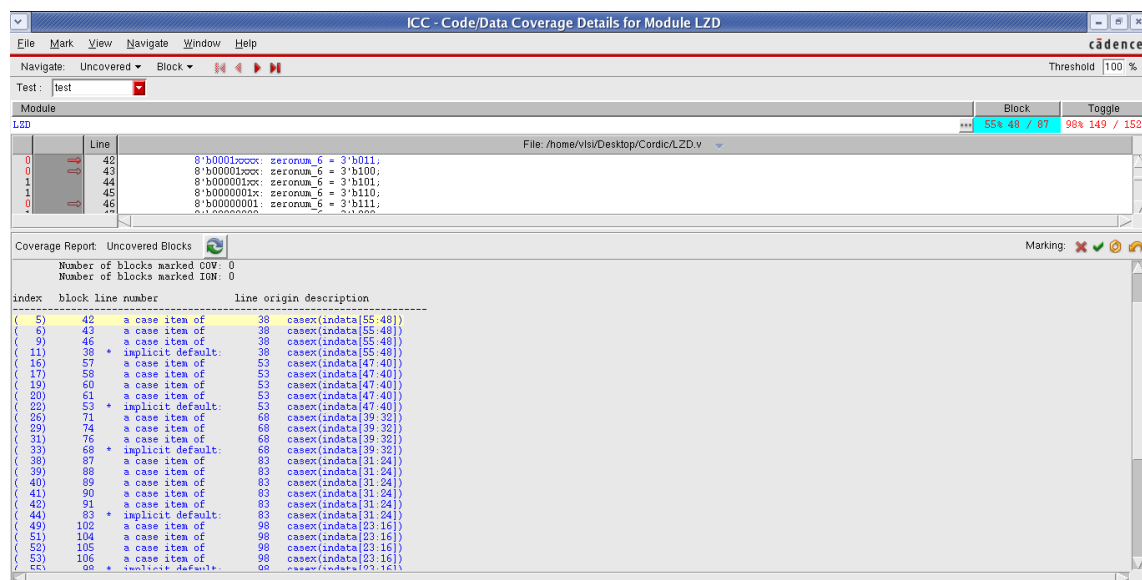 ICC - Code/Data Coverage Details for Module LZD
File Mark View Navigate Window Help cādence
Navigate: Uncovered Block Threshold 100 %
Test : test
Module Block Toggle
LZD 55% 48 / 87 98% 149 / 152
Line File: /home/vlsi/Desktop/Cordic/LZD.v
0 42 8'b0001xxxx: zeronum_6 = 3'b011;
0 43 8'b00001xxx: zeronum_6 = 3'b100;
1 44 8'b000001xx: zeronum_6 = 3'b101;
1 45 8'b0000001x: zeronum_6 = 3'b110;
0 46 8'b00000001: zeronum_6 = 3'b111;
Coverage Report: Uncovered Blocks Marking:
Number of blocks marked COV: 0
Number of blocks marked IGN: 0
index block line number line origin description
( 5) 42 a case item of 38 casex(indata[55:48])
( 6) 43 a case item of 38 casex(indata[55:48])
( 9) 46 a case item of 38 casex(indata[55:48])
( 11) 38 * implicit default: 38 casex(indata[55:48])
( 16) 57 a case item of 53 casex(indata[47:40])
( 17) 58 a case item of 53 casex(indata[47:40])
( 19) 60 a case item of 53 casex(indata[47:40])
( 20) 61 a case item of 53 casex(indata[47:40])
( 22) 53 * implicit default: 53 casex(indata[47:40])
( 26) 71 a case item of 68 casex(indata[39:32])
( 29) 74 a case item of 68 casex(indata[39:32])
( 31) 76 a case item of 68 casex(indata[39:32])
( 33) 68 * implicit default: 68 casex(indata[39:32])
( 38) 87 a case item of 83 casex(indata[31:24])
( 39) 88 a case item of 83 casex(indata[31:24])
( 40) 89 a case item of 83 casex(indata[31:24])
( 41) 90 a case item of 83 casex(indata[31:24])
( 42) 91 a case item of 83 casex(indata[31:24])
( 44) 83 * implicit default: 83 casex(indata[31:24])
( 49) 102 a case item of 98 casex(indata[23:16])
( 51) 104 a case item of 98 casex(indata[23:16])
( 52) 105 a case item of 98 casex(indata[23:16])
( 53) 106 a case item of 98 casex(indata[23:16])
( 55) 98 * implicit default: 98 casex(indata[23:16])